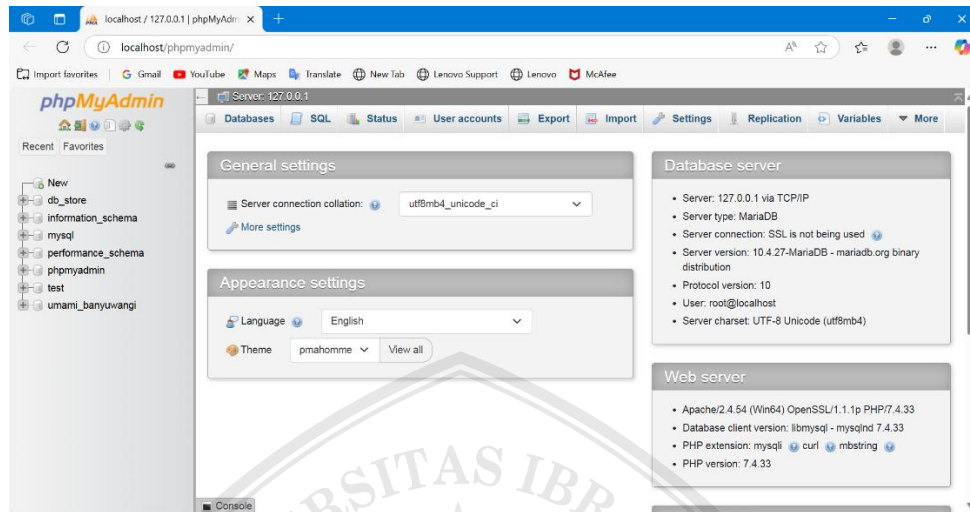 localhost / 127.0.0.1 | phpMyAdm
localhost/phpmyadmin/
Import favorites
Gmail
YouTube
Maps
Translate
New Tab
Lenovo Support
Lenovo
McAfee
phpMyAdmin
Recent Favorites
New
db_store
information_schema
mysql
performance_schema
phpmyadmin
test
umami_banyuwangi
Server: 127.0.0.1
Databases
SQL
Status
User accounts
Export
Import
Settings
Replication
Variables
More
General settings
Server connection collation:
utf8mb4_unicode_ci
More settings
Appearance settings
Language
English
Theme
pmahomme
View all
Database server
Server: 127.0.0.1 via TCP/IP
Server type: MariaDB
Server connection: SSL is not being used
Server version: 10.4.27-MariaDB - mariadb.org binary
distribution
Protocol version: 10
User: root@localhost
Server charset: UTF-8 Unicode (utf8mb4)
Web server
Apache/2.4.54 (Win64) OpenSSL/1.1.1p PHP/7.4.33
Database client version: libmysql - mysqlnd 7.4.33
PHP extension: mysqli curl mbstring
PHP version: 7.4.33
Console
RSITAS IBR